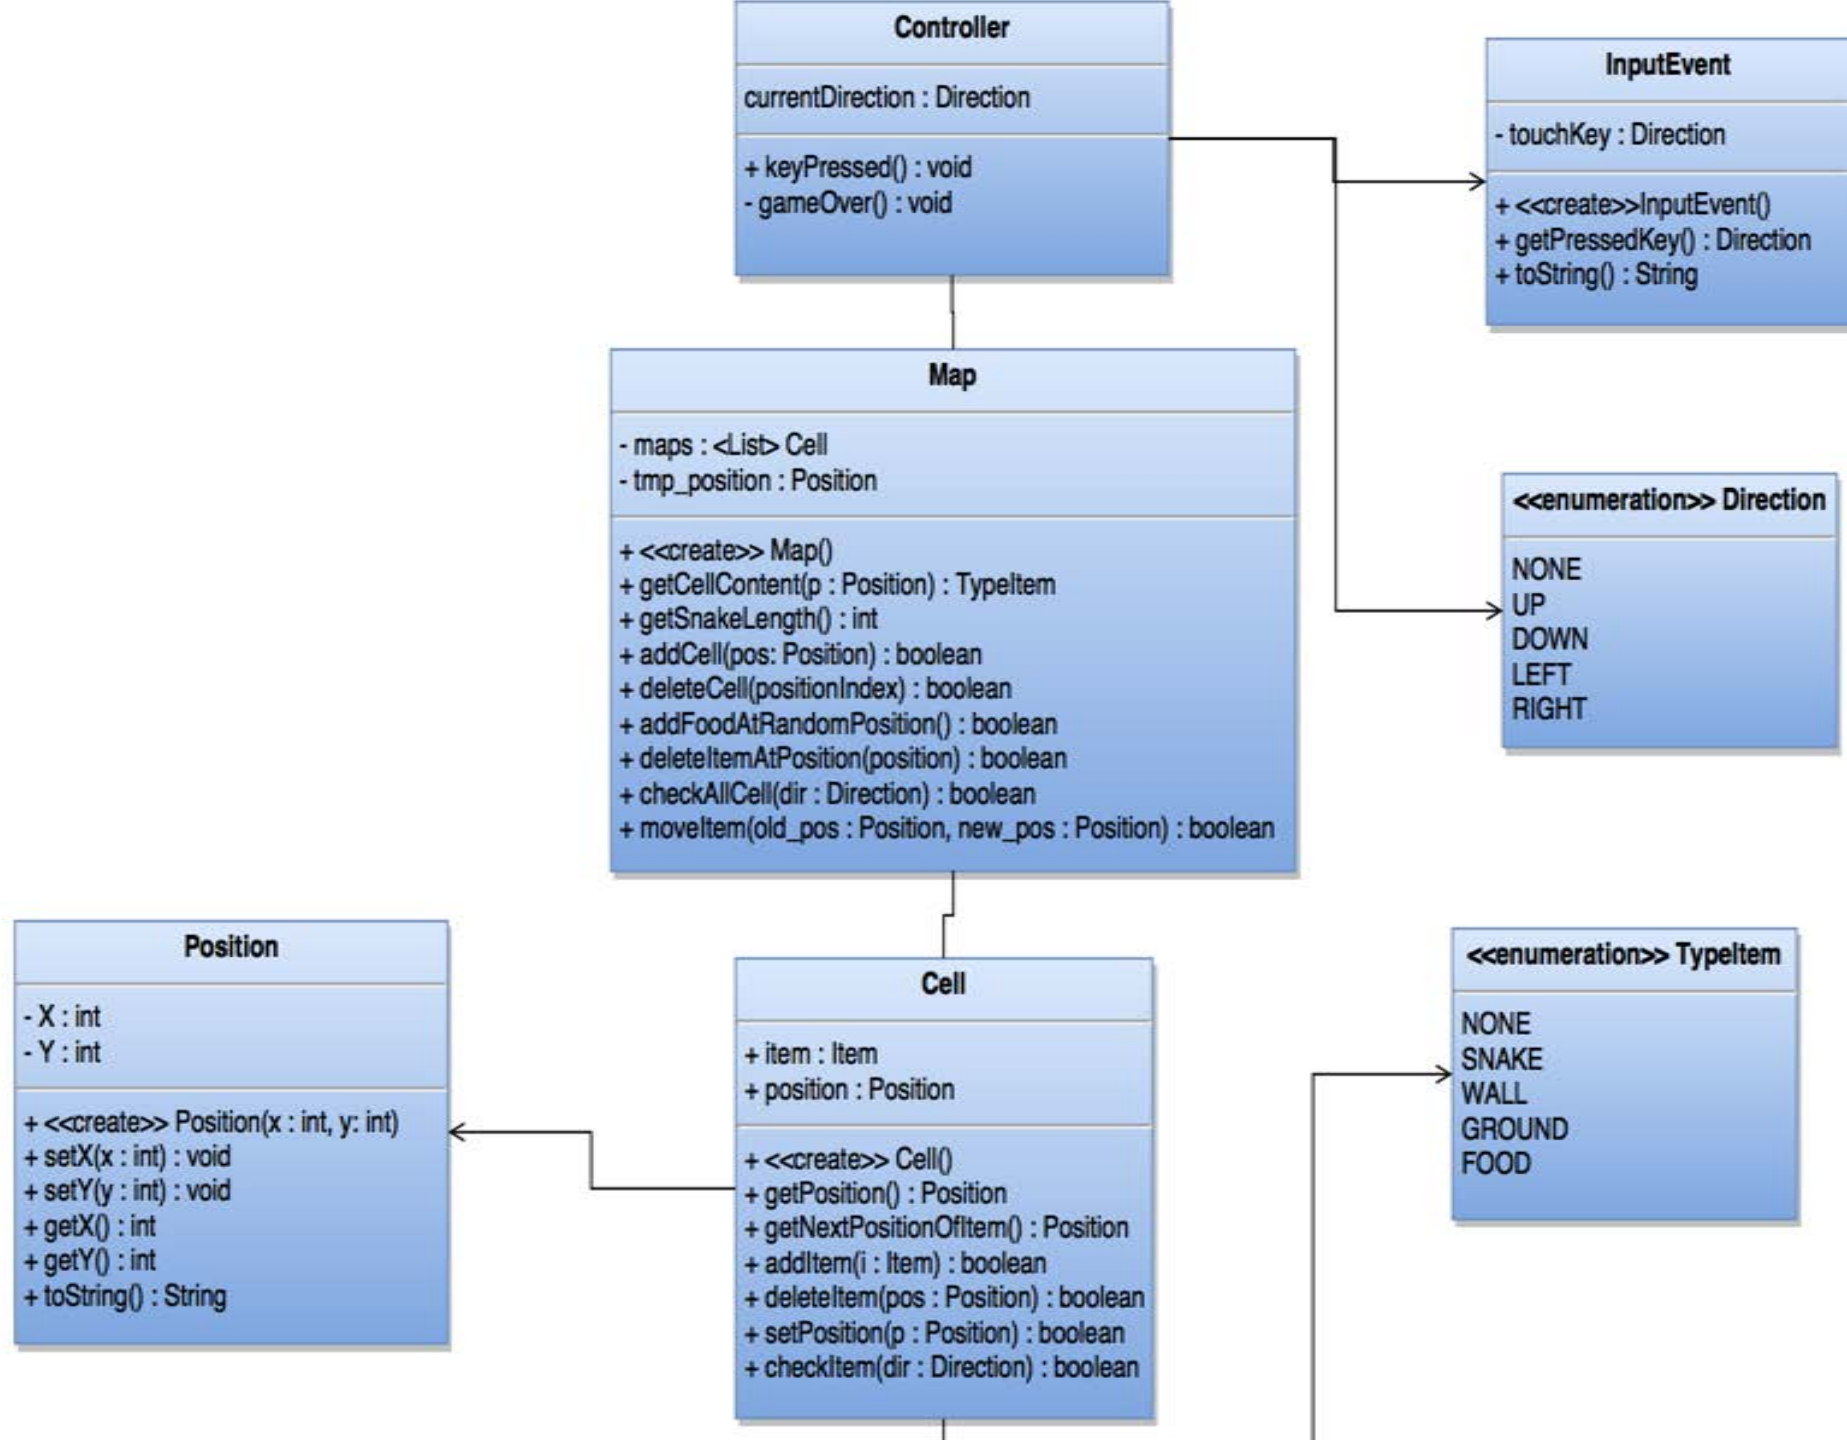 Controller
currentDirection : Direction
+ keyPressed() : void
- gameOver() : void
InputEvent
- touchKey : Direction
+ <<create>>InputEvent()
+ getPressedKey() : Direction
+ toString() : String
Map
- maps : <List> Cell
- tmp_position : Position
+ <<create>> Map()
+ getCellContent(p : Position) : TypeItem
+ getSnakeLength() : int
+ addCell(pos: Position) : boolean
+ deleteCell(positionIndex) : boolean
+ addFoodAtRandomPosition() : boolean
+ deleteItemAtPosition(position) : boolean
+ checkAllCell(dir : Direction) : boolean
+ moveItem(old_pos : Position, new_pos : Position) : boolean
<<enumeration>> Direction
NONE
UP
DOWN
LEFT
RIGHT
Position
- X : int
- Y : int
+ <<create>> Position(x : int, y: int)
+ setX(x : int) : void
+ setY(y : int) : void
+ getX() : int
+ getY() : int
+ toString() : String
Cell
+ item : Item
+ position : Position
+ <<create>> Cell()
+ getPosition() : Position
+ getNextPositionOfItem() : Position
+ addItem(i : Item) : boolean
+ deleteItem(pos : Position) : boolean
+ setPosition(p : Position) : boolean
+ checkItem(dir : Direction) : boolean
<<enumeration>> TypeItem
NONE
SNAKE
WALL
GROUND
FOOD